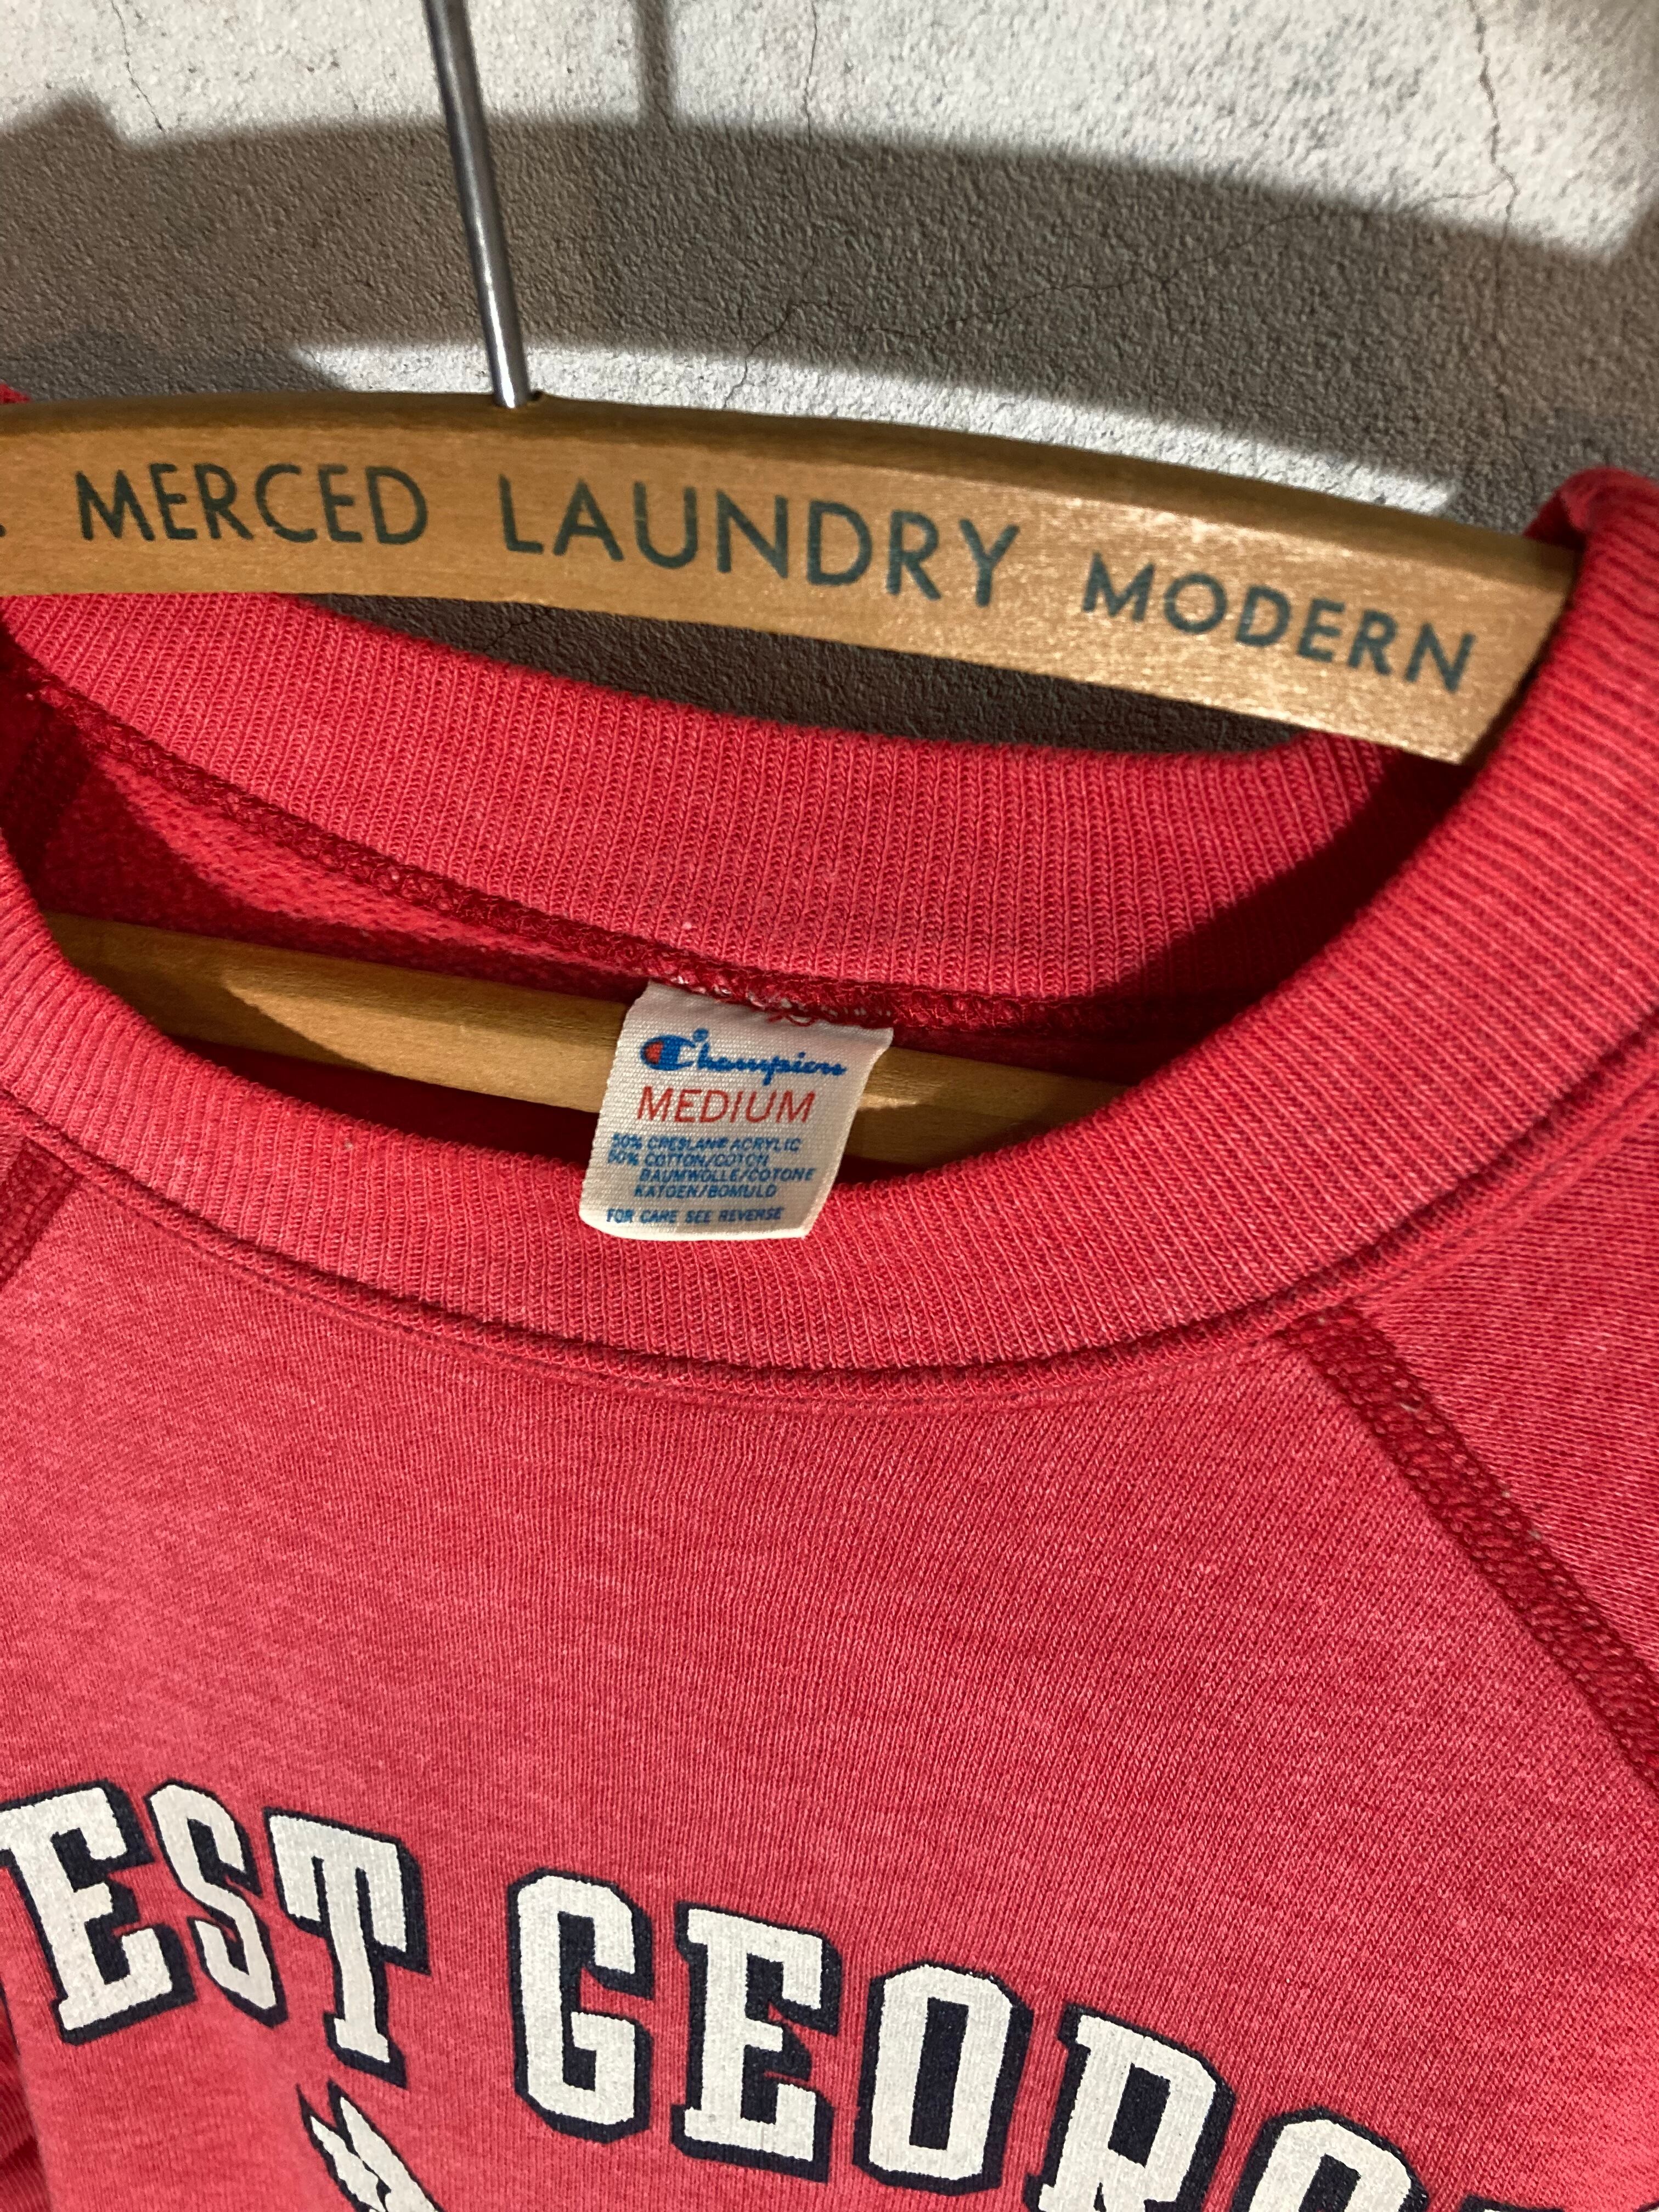 MERCED LAUNDRY MODERN
Champion®
MEDIUM
50% CRESLAN® ACRYLIC
50% COTTON/COTON
BAUMWOLLE/COTONE
KATOEN/BOMULD
FOR CARE SEE REVERSE
EST GEORG